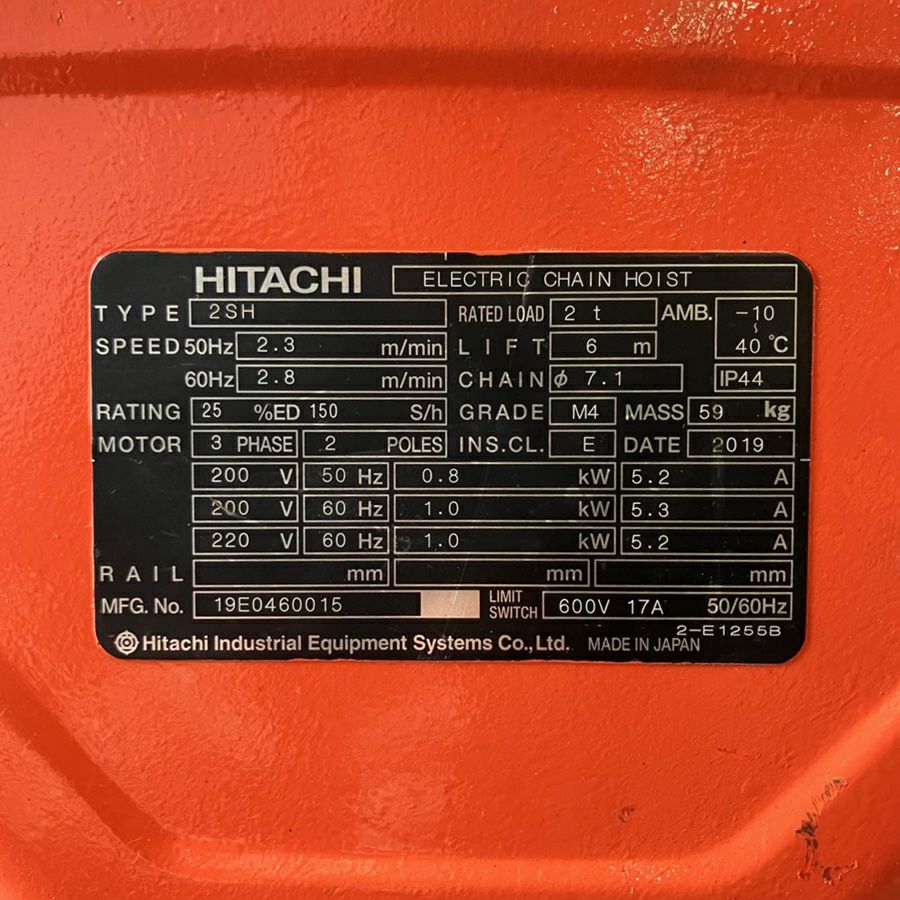 HITACHI ELECTRIC CHAIN HOIST
TYPE 2SH RATED LOAD 2 t AMB. -10 ~ 40 ℃
SPEED 50Hz 2.3 m/min LIFT 6 m
60Hz 2.8 m/min CHAIN ϕ 7.1 IP44
RATING 25 %ED 150 S/h GRADE M4 MASS 59 kg
MOTOR 3 PHASE 2 POLES INS.CL. E DATE 2019
200 V 50 Hz 0.8 kW 5.2 A
200 V 60 Hz 1.0 kW 5.3 A
220 V 60 Hz 1.0 kW 5.2 A
RAIL mm mm mm
MFG. No. 19E0460015 LIMIT SWITCH 600V 17A 50/60Hz
2-E1255B
Hitachi Industrial Equipment Systems Co.,Ltd. MADE IN JAPAN